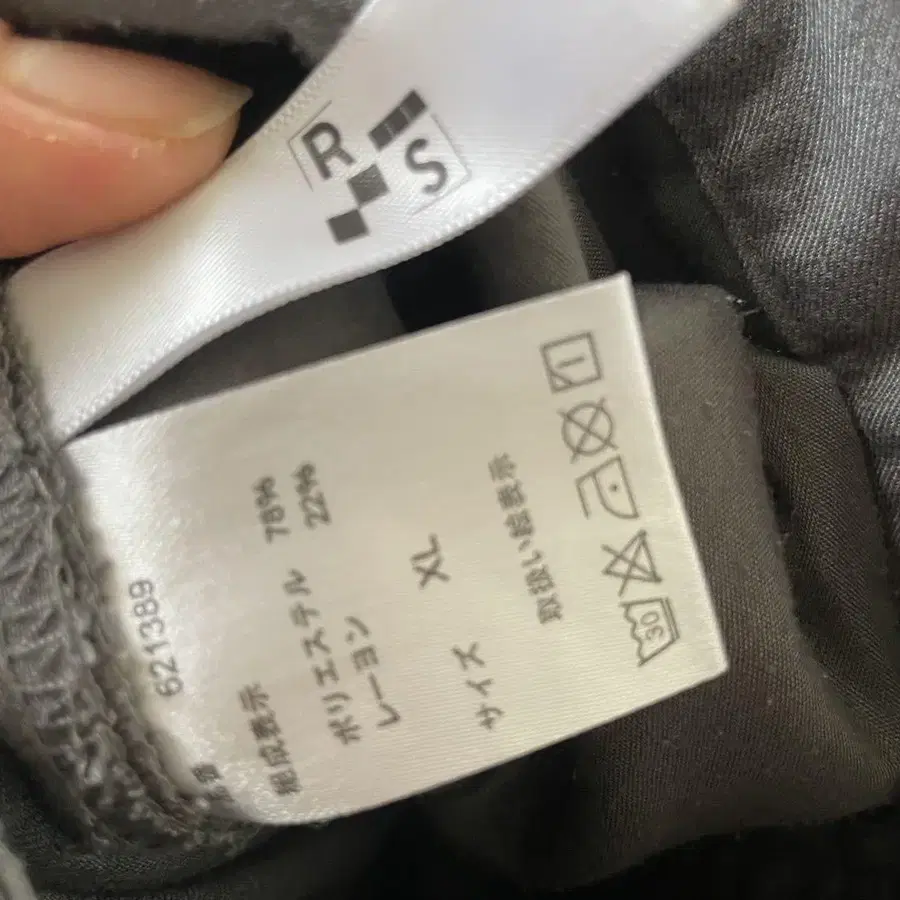 R
S
621389
組成表示
ポリエステル 78%
レーヨン 22%
サイズ XL
取扱い絵表示
30